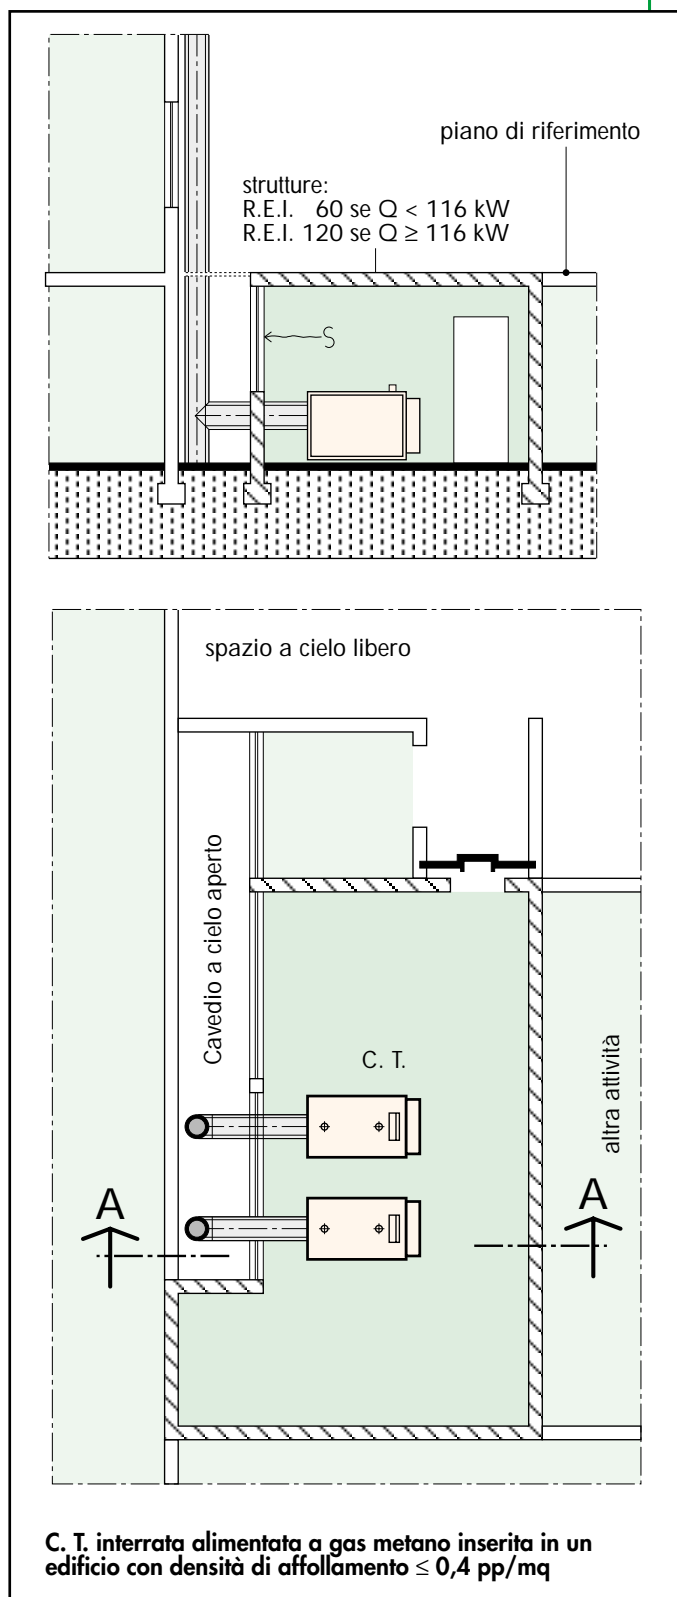 piano di riferimento
strutture:
R.E.I. 60 se Q < 116 kW
R.E.I. 120 se Q ≥ 116 kW
S
spazio a cielo libero
Cavedio a cielo aperto
C. T.
altra attività
A
A
C. T. interrata alimentata a gas metano inserita in un
edificio con densità di affollamento ≤ 0,4 pp/mq